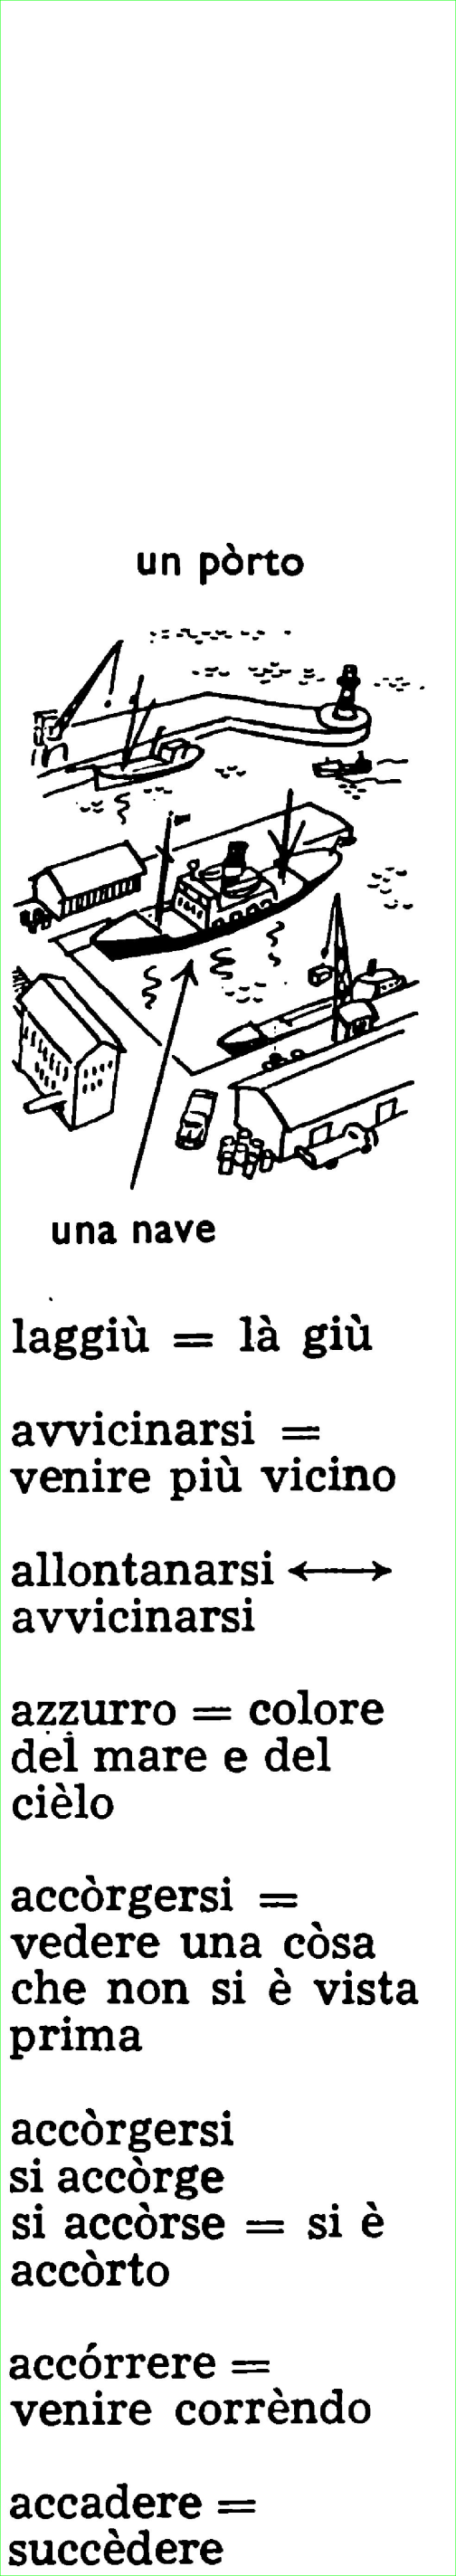 un pòrto
una nave
laggiù = là giù
avvicinarsi =
venire più vicino
allontanarsi ⟷
avvicinarsi
azzurro = colore
del mare e del
cièlo
accòrgersi =
vedere una còsa
che non si è vista
prima
accòrgersi
si accòrge
si accòrse = si è
accòrto
accórrere =
venire corrèndo
accadere =
succèdere